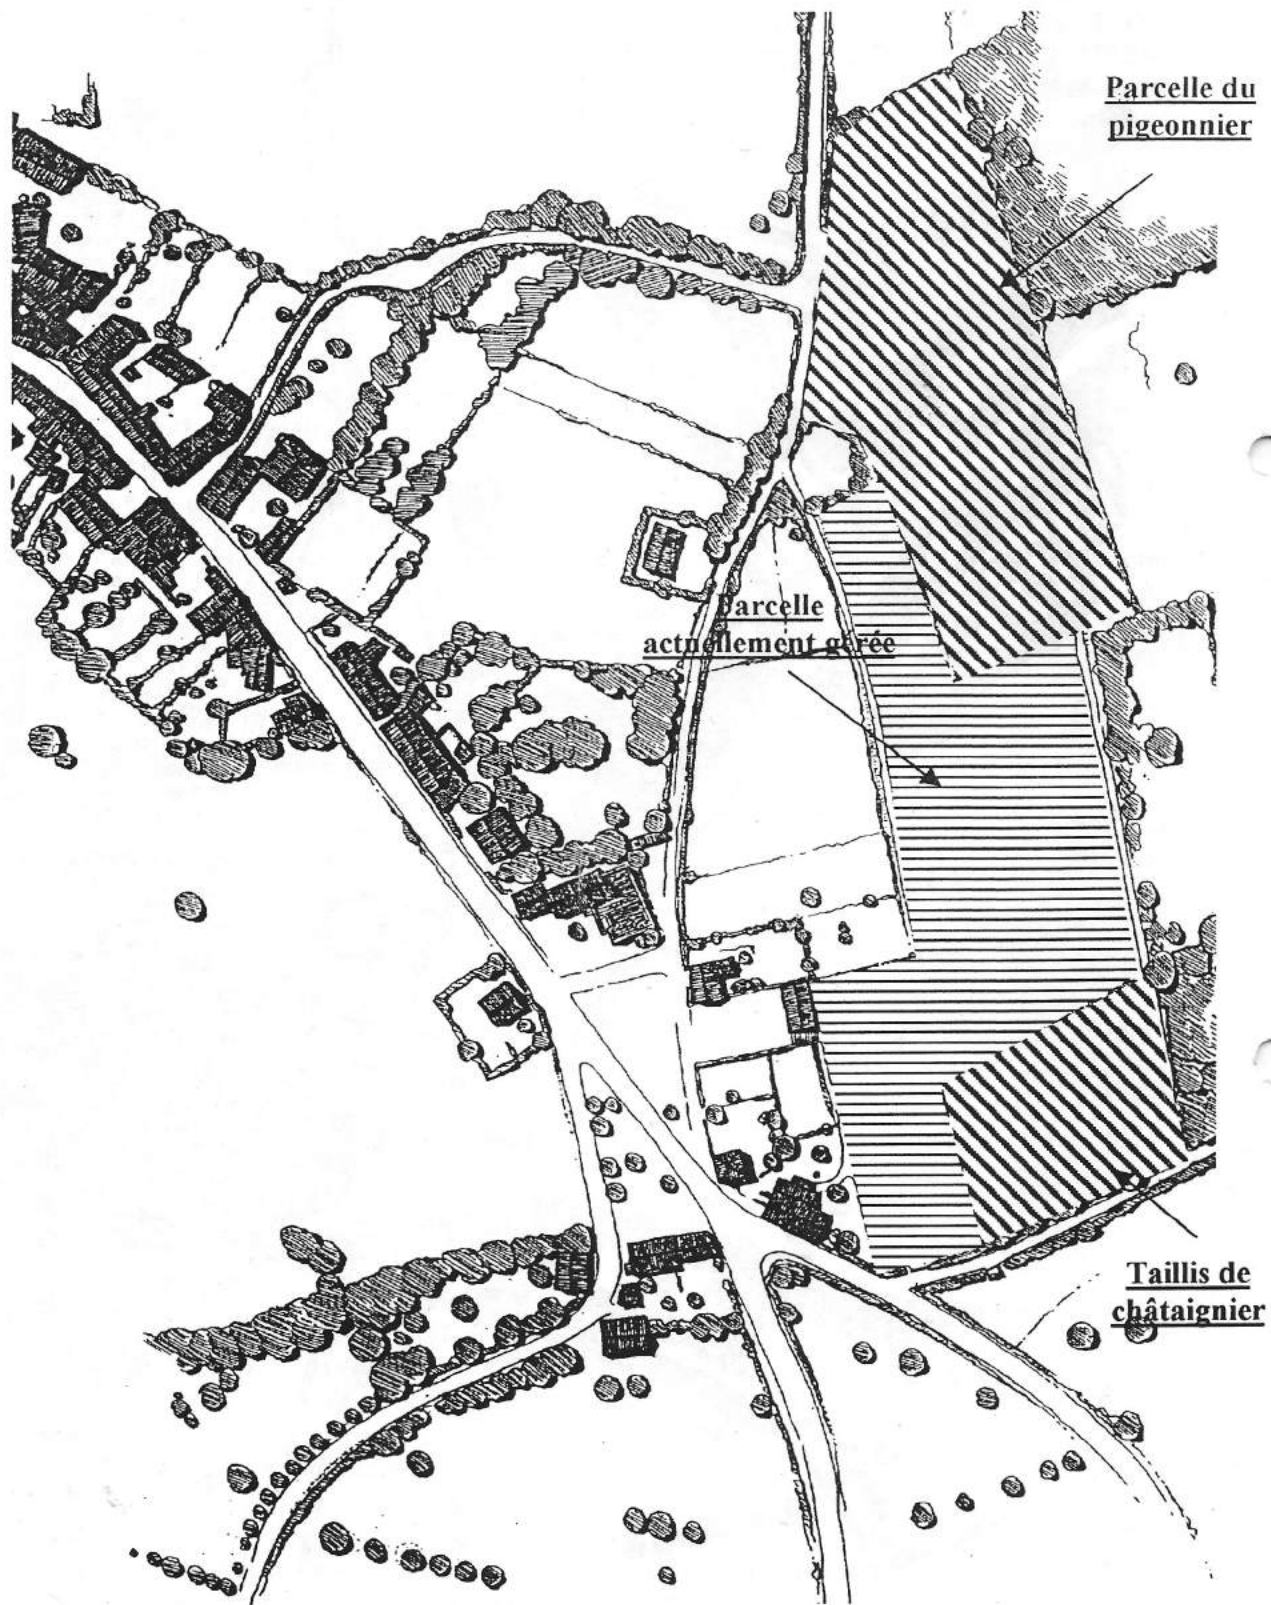 Parcelle du
pigeonnier
Parcelle
actuellement gérée
Taillis de
châtaignier